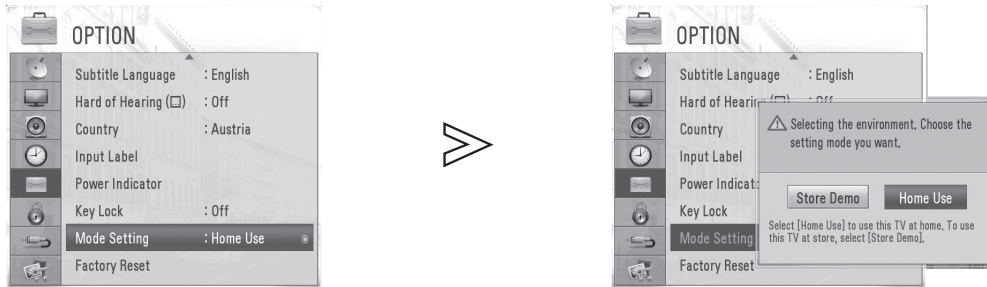 OPTION
Subtitle Language : English
Hard of Hearing ( ) : Off
Country : Austria
Input Label
Power Indicator
Key Lock : Off
Mode Setting : Home Use
Factory Reset
OPTION
Subtitle Language : English
Hard of Hearing ( ) : Off
Country
Input Label
Power Indicat
Key Lock
Mode Setting
Factory Reset
Selecting the environment. Choose the
setting mode you want.
Store Demo Home Use
Select [Home Use] to use this TV at home. To use
this TV at store, select [Store Demo].